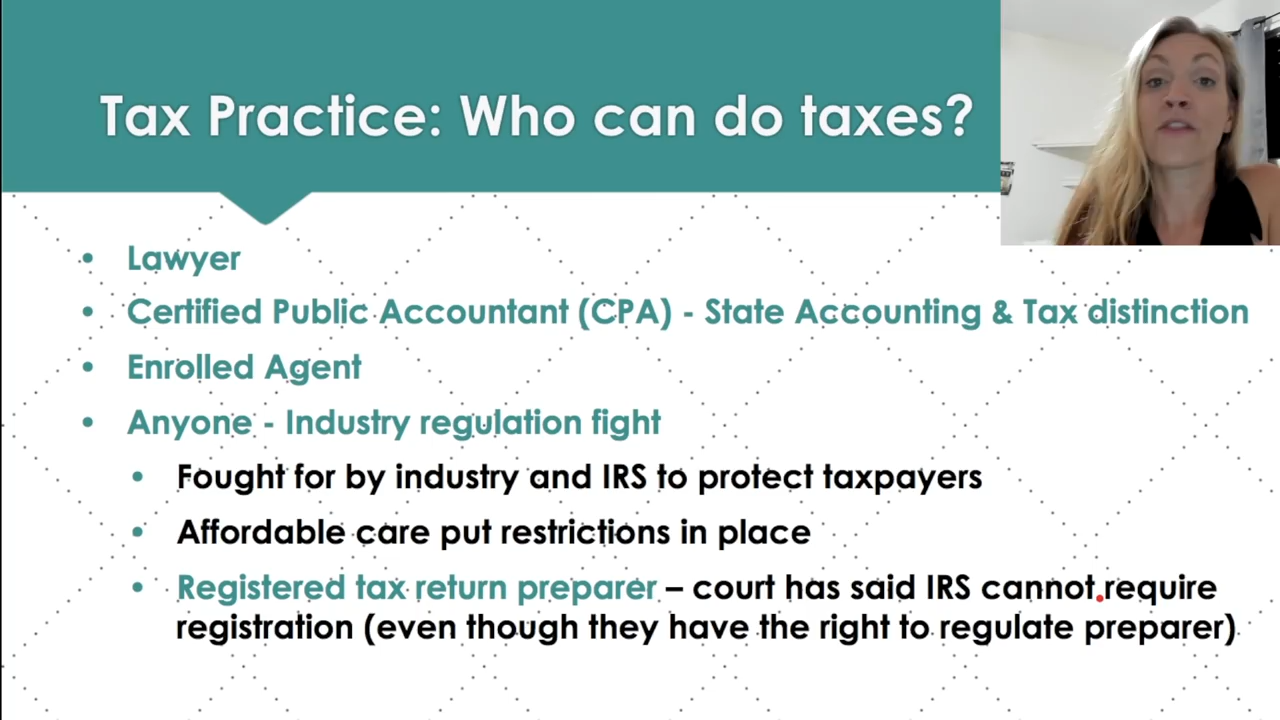 Tax Practice: Who can do taxes?
• Lawyer
• Certified Public Accountant (CPA) - State Accounting & Tax distinction
• Enrolled Agent
• Anyone - Industry regulation fight
• Fought for by industry and IRS to protect taxpayers
• Affordable care put restrictions in place
• Registered tax return preparer – court has said IRS cannot require
registration (even though they have the right to regulate preparer)